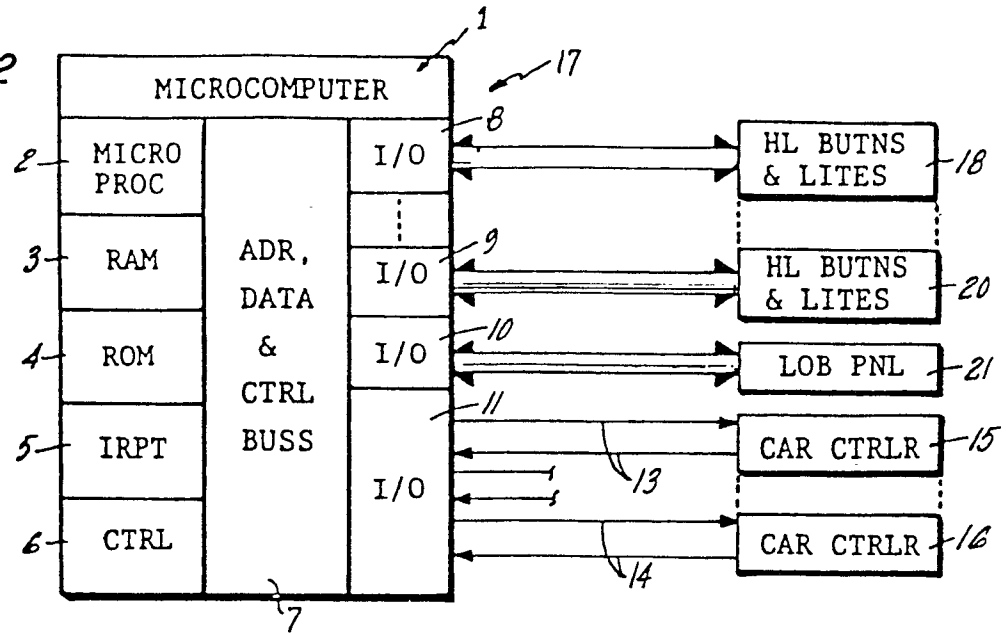 2
1
17
MICROCOMPUTER
8
2
MICRO
PROC
I/O
HL BUTNS
& LITES
18
3
RAM
ADR,
DATA
&
CTRL
BUSS
9
I/O
HL BUTNS
& LITES
20
4
ROM
10
I/O
LOB PNL
21
5
IRPT
11
I/O
13
CAR CTRLR
15
6
CTRL
14
CAR CTRLR
16
7